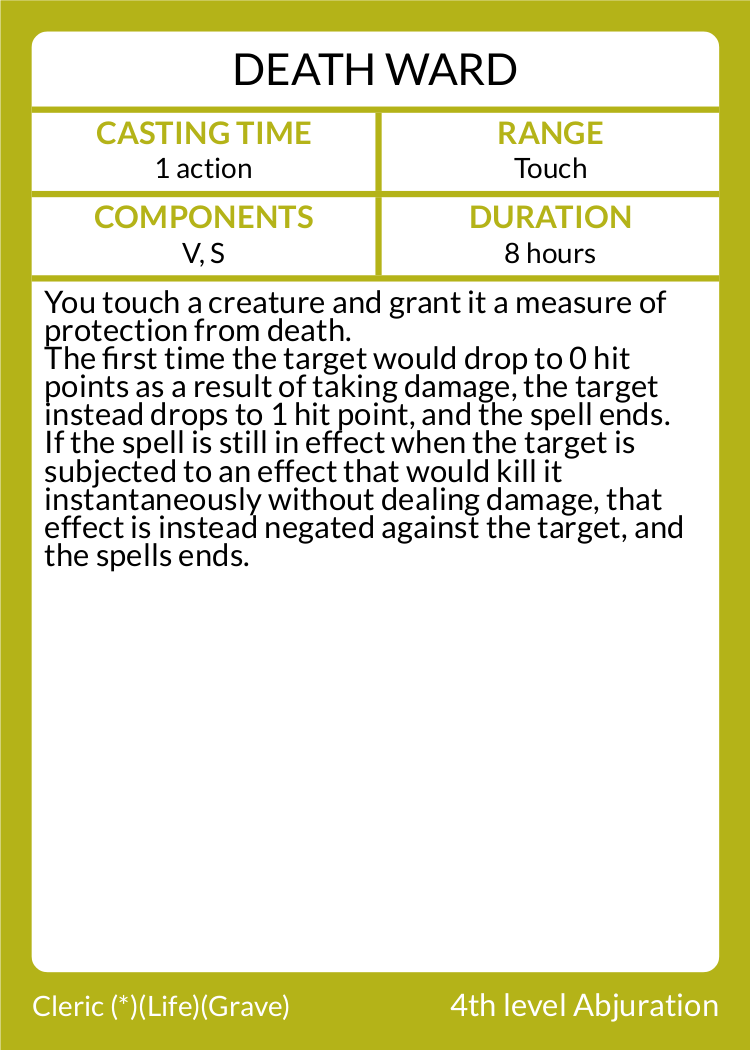 DEATH WARD
CASTING TIME
1 action
RANGE
Touch
COMPONENTS
V, S
DURATION
8 hours
You touch a creature and grant it a measure of
protection from death.
The first time the target would drop to 0 hit
points as a result of taking damage, the target
instead drops to 1 hit point, and the spell ends.
If the spell is still in effect when the target is
subjected to an effect that would kill it
instantaneously without dealing damage, that
effect is instead negated against the target, and
the spells ends.
Cleric (*)(Life)(Grave)
4th level Abjuration